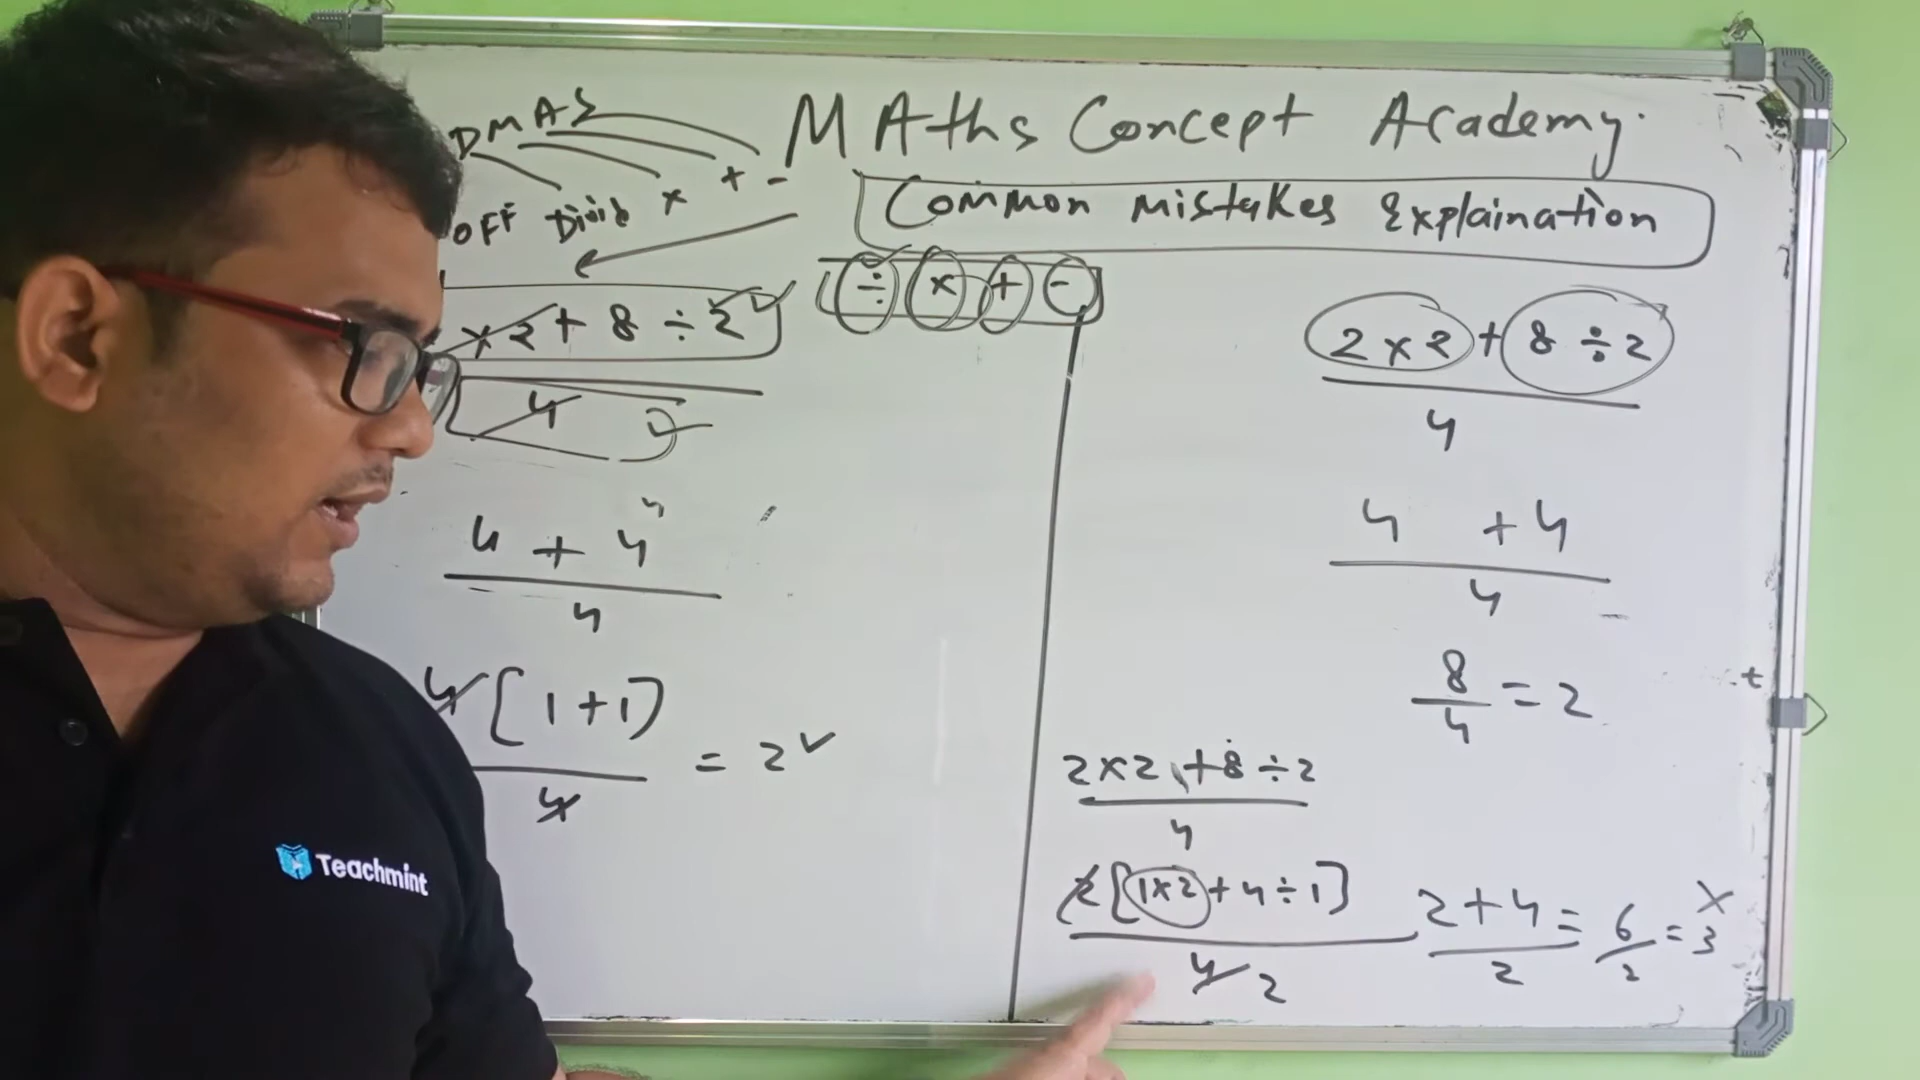 MAths Concept Academy.
DMAS
OFF Divid × + -
Common mistakes Explaination
÷ × + -
×2 + 8 ÷ 2
4
4 + 4
4
4 [1+1)
4
= 2
2 × 2 + 8 ÷ 2
4
4 + 4
4
8
4
= 2
2×2 +8÷2
4
2[1×2+4÷1]
4 2
2+4 =
2
6
2
= 3
×
Teachmint